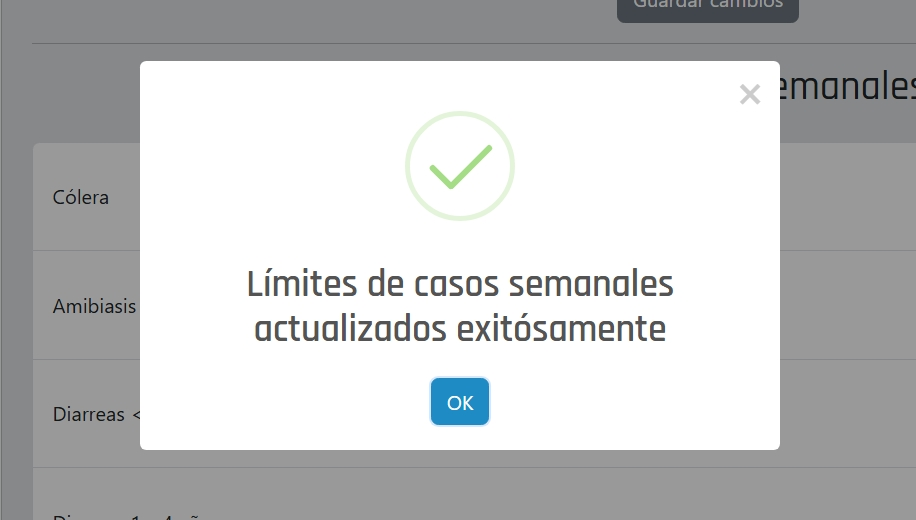 Guardar cambios
emanales
×
Cólera
Límites de casos semanales
actualizados exitósamente
Amibiasis
OK
Diarreas <